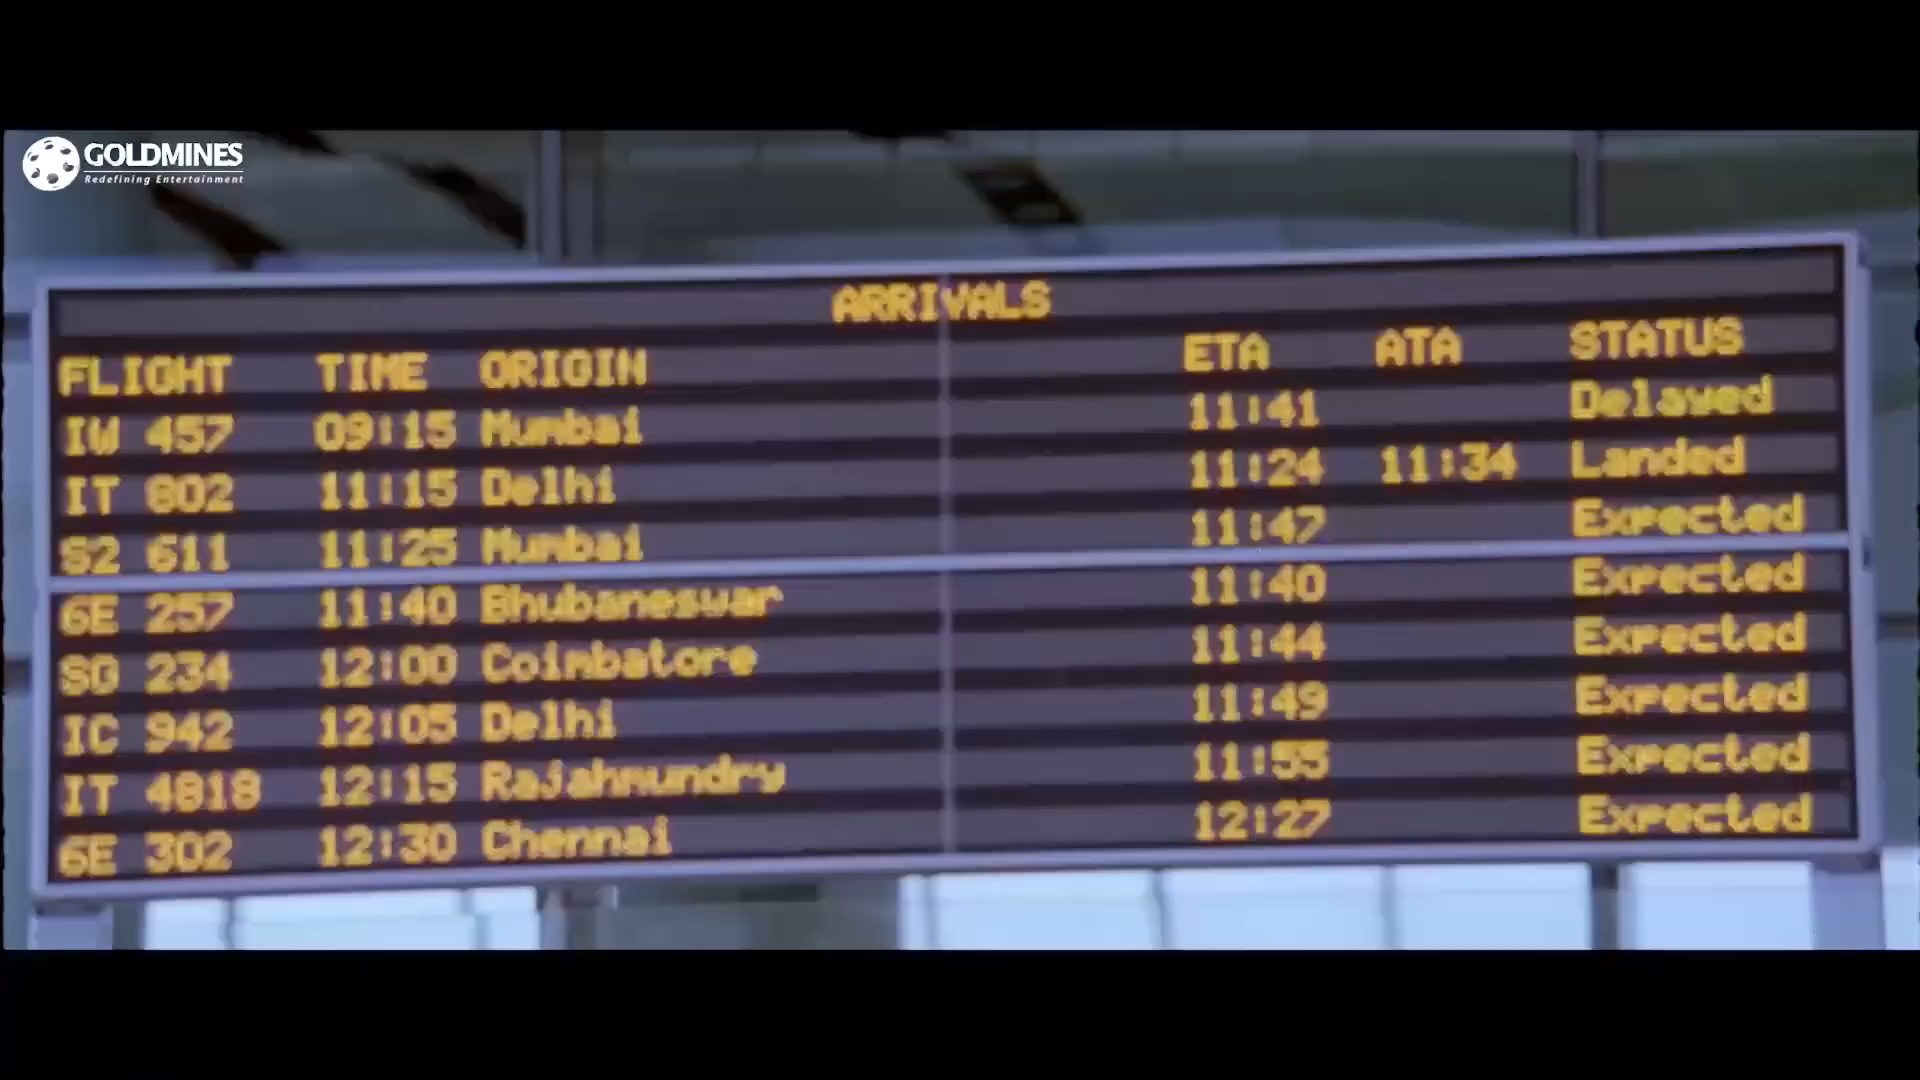 GOLDMINES
Redefining Entertainment
ARRIVALS
FLIGHT TIME ORIGIN ETA ATA STATUS
IW 457 09:15 Mumbai 11:41 Delayed
IT 802 11:15 Delhi 11:24 11:34 Landed
S2 611 11:25 Mumbai 11:47 Expected
6E 257 11:40 Bhubaneswar 11:40 Expected
SG 234 12:00 Coimbatore 11:44 Expected
IC 942 12:05 Delhi 11:49 Expected
IT 4818 12:15 Rajahmundry 11:55 Expected
6E 302 12:30 Chennai 12:27 Expected